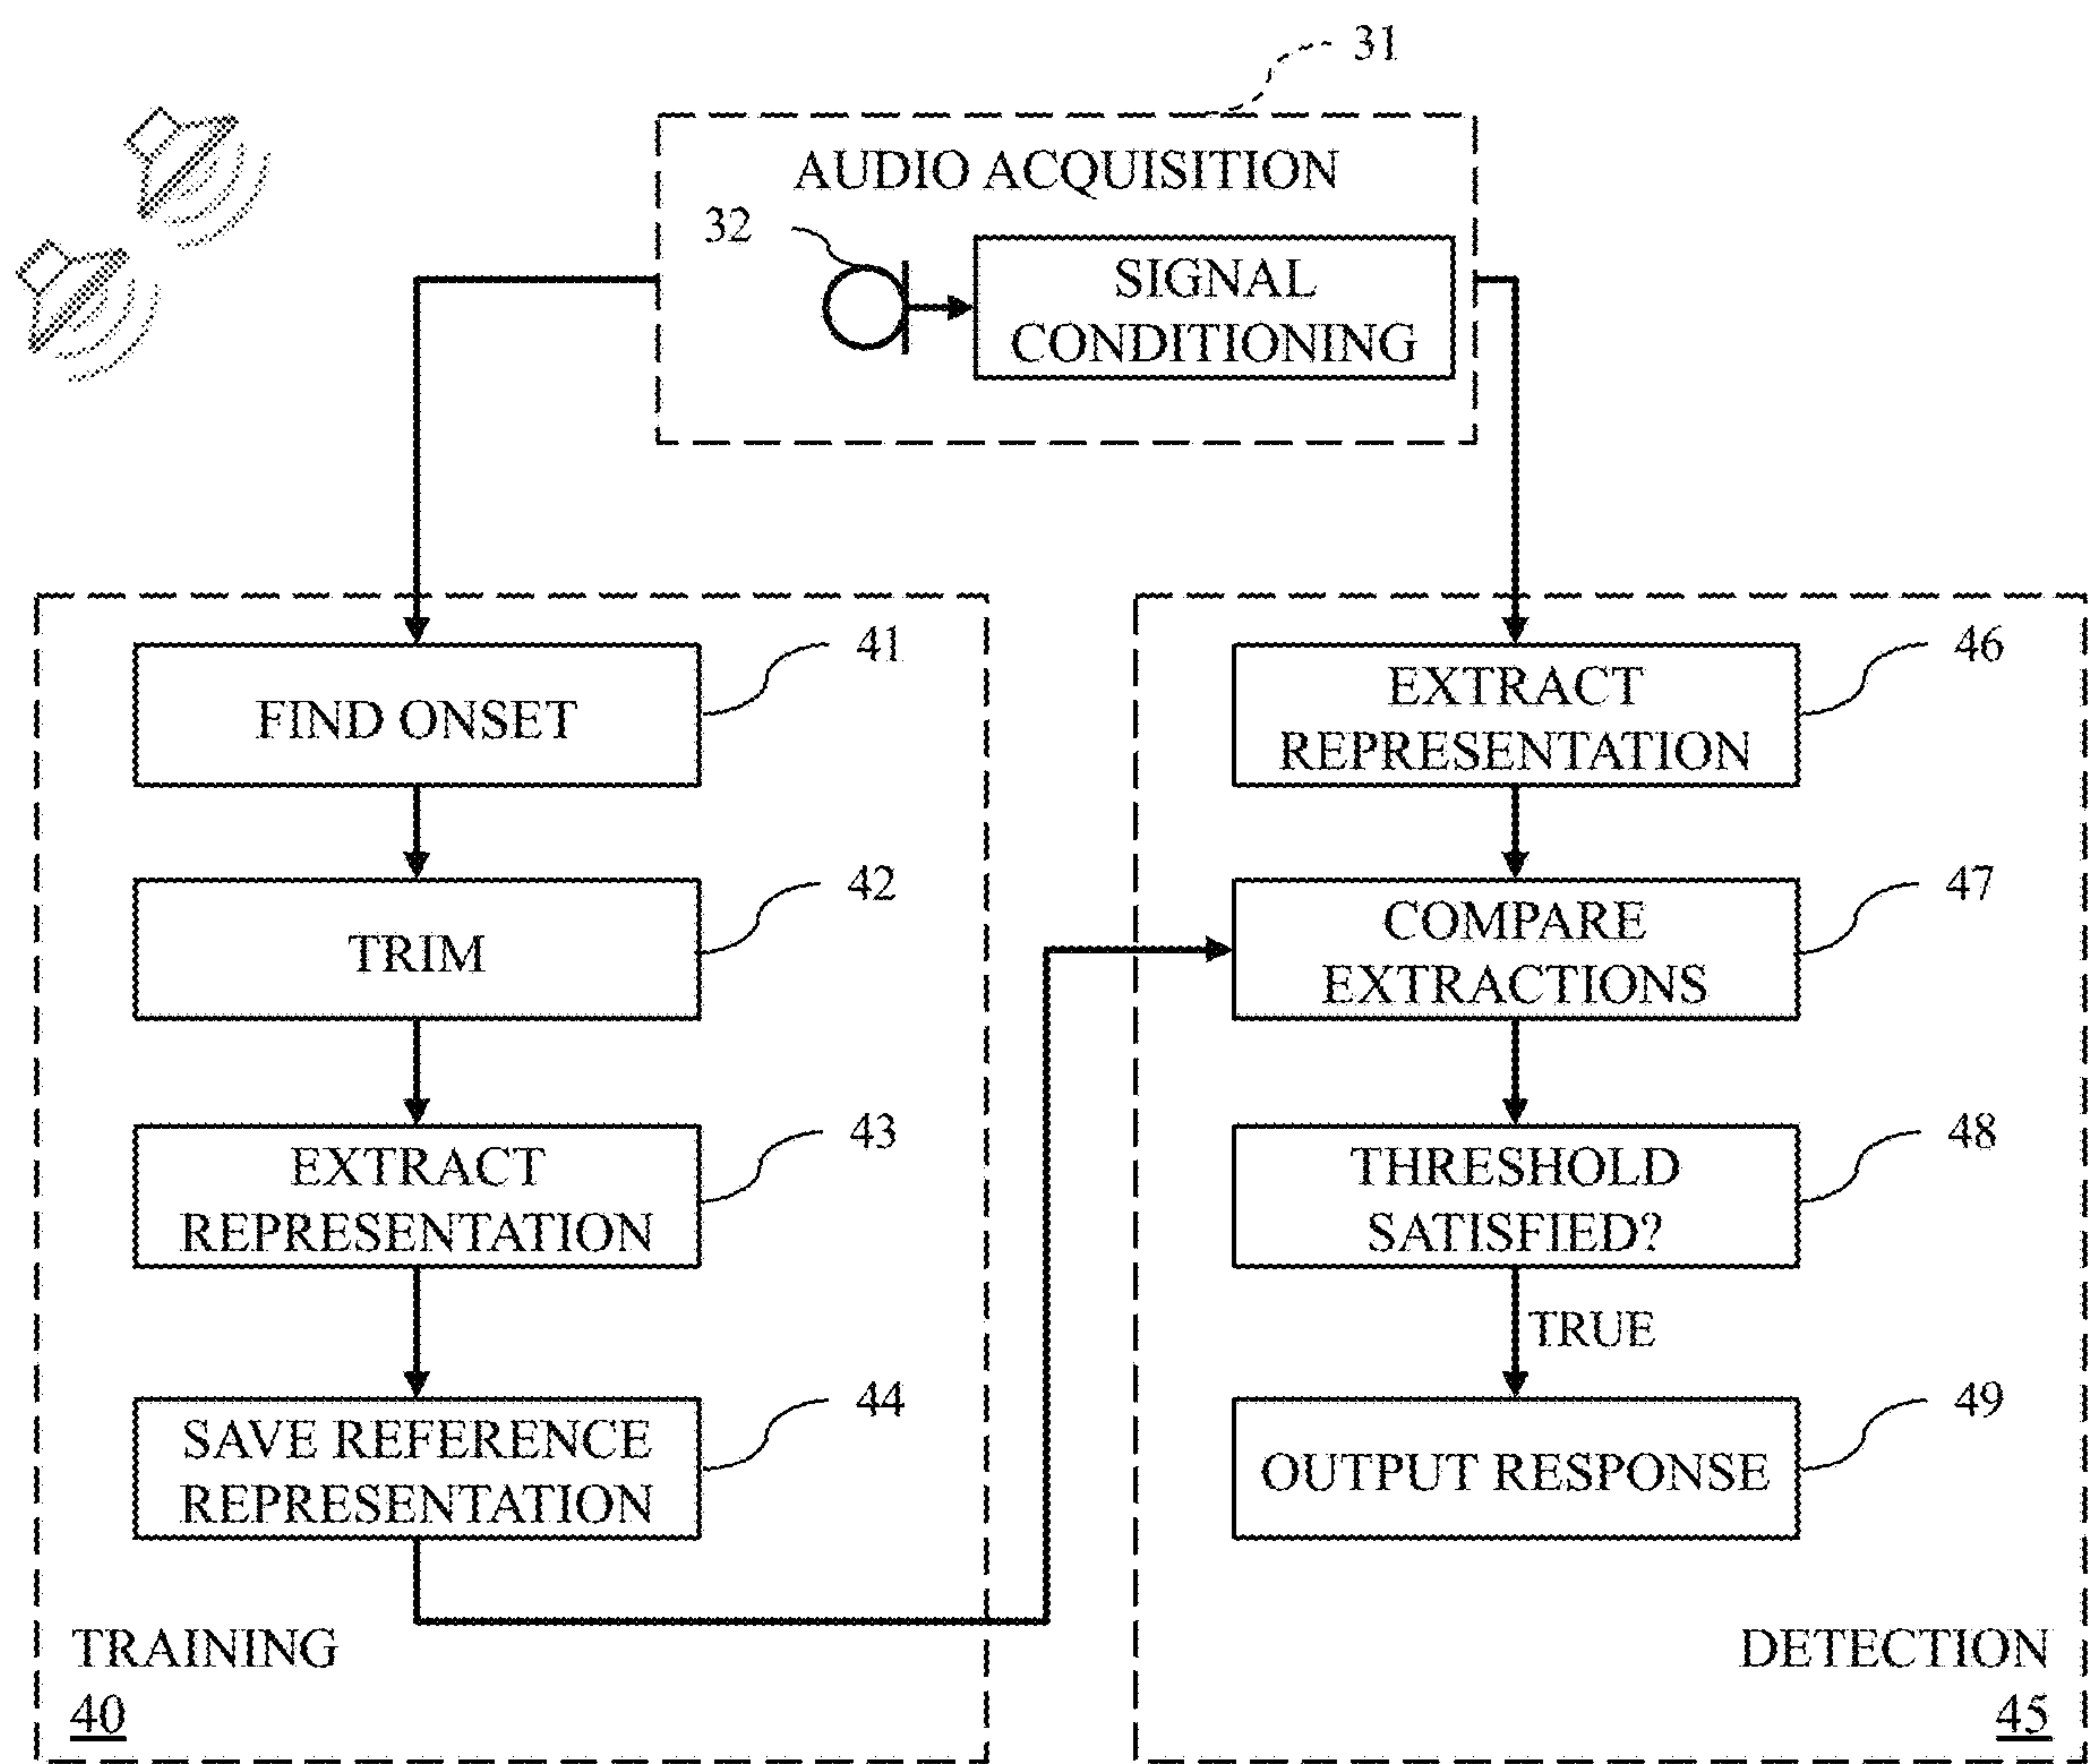 31
AUDIO ACQUISITION
32
SIGNAL
CONDITIONING
41
FIND ONSET
42
TRIM
43
EXTRACT
REPRESENTATION
44
SAVE REFERENCE
REPRESENTATION
TRAINING
40
46
EXTRACT
REPRESENTATION
47
COMPARE
EXTRACTIONS
48
THRESHOLD
SATISFIED?
TRUE
49
OUTPUT RESPONSE
DETECTION
45